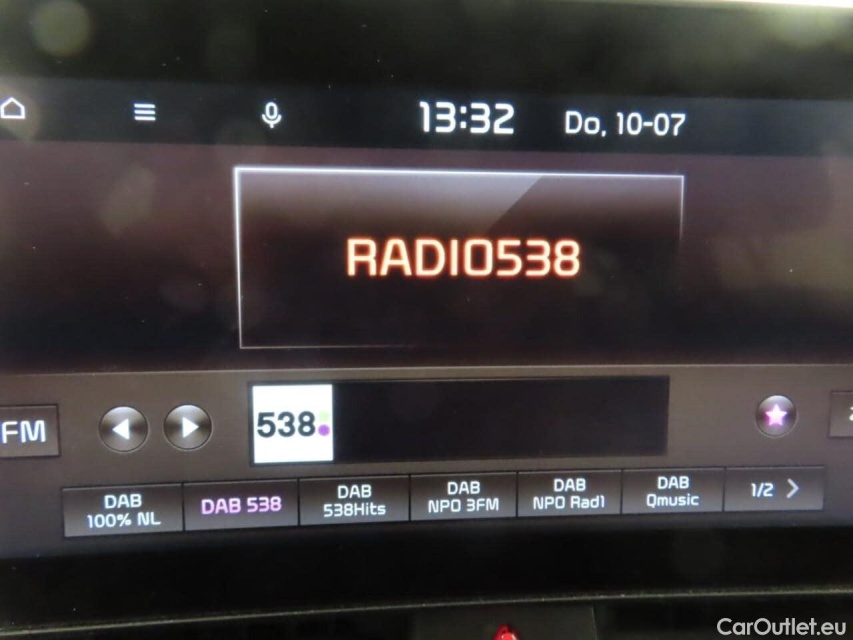 13:32 Do, 10-07
RADIO538
FM
538
DAB
100% NL
DAB 538
DAB
538Hits
DAB
NPO 3FM
DAB
NPO Rad1
DAB
Qmusic
1/2
CarOutlet.eu